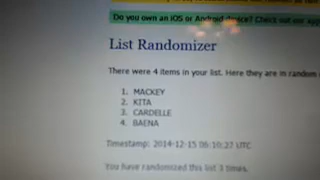 Do you own an iOS or Android device? Check out our app
List Randomizer
There were 4 items in your list. Here they are in random
1. MACKEY
2. KITA
3. CARDELLE
4. BAENA
Timestamp: 2014-12-15 06:10:27 UTC
You have randomized this list 3 times.